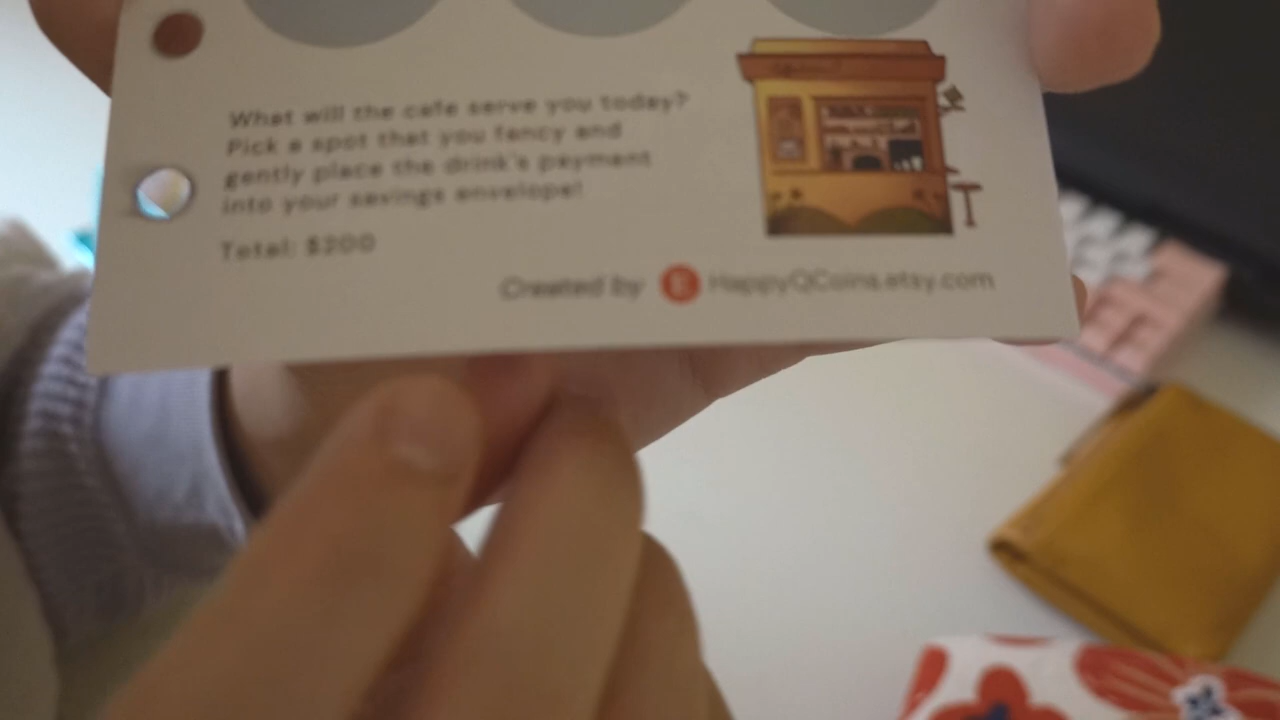 What will the cafe serve you today?
Pick a spot that you fancy and
gently place the drink's payment
into your savings envelope!
Total: $200
Created by E HappyQCoins.etsy.com